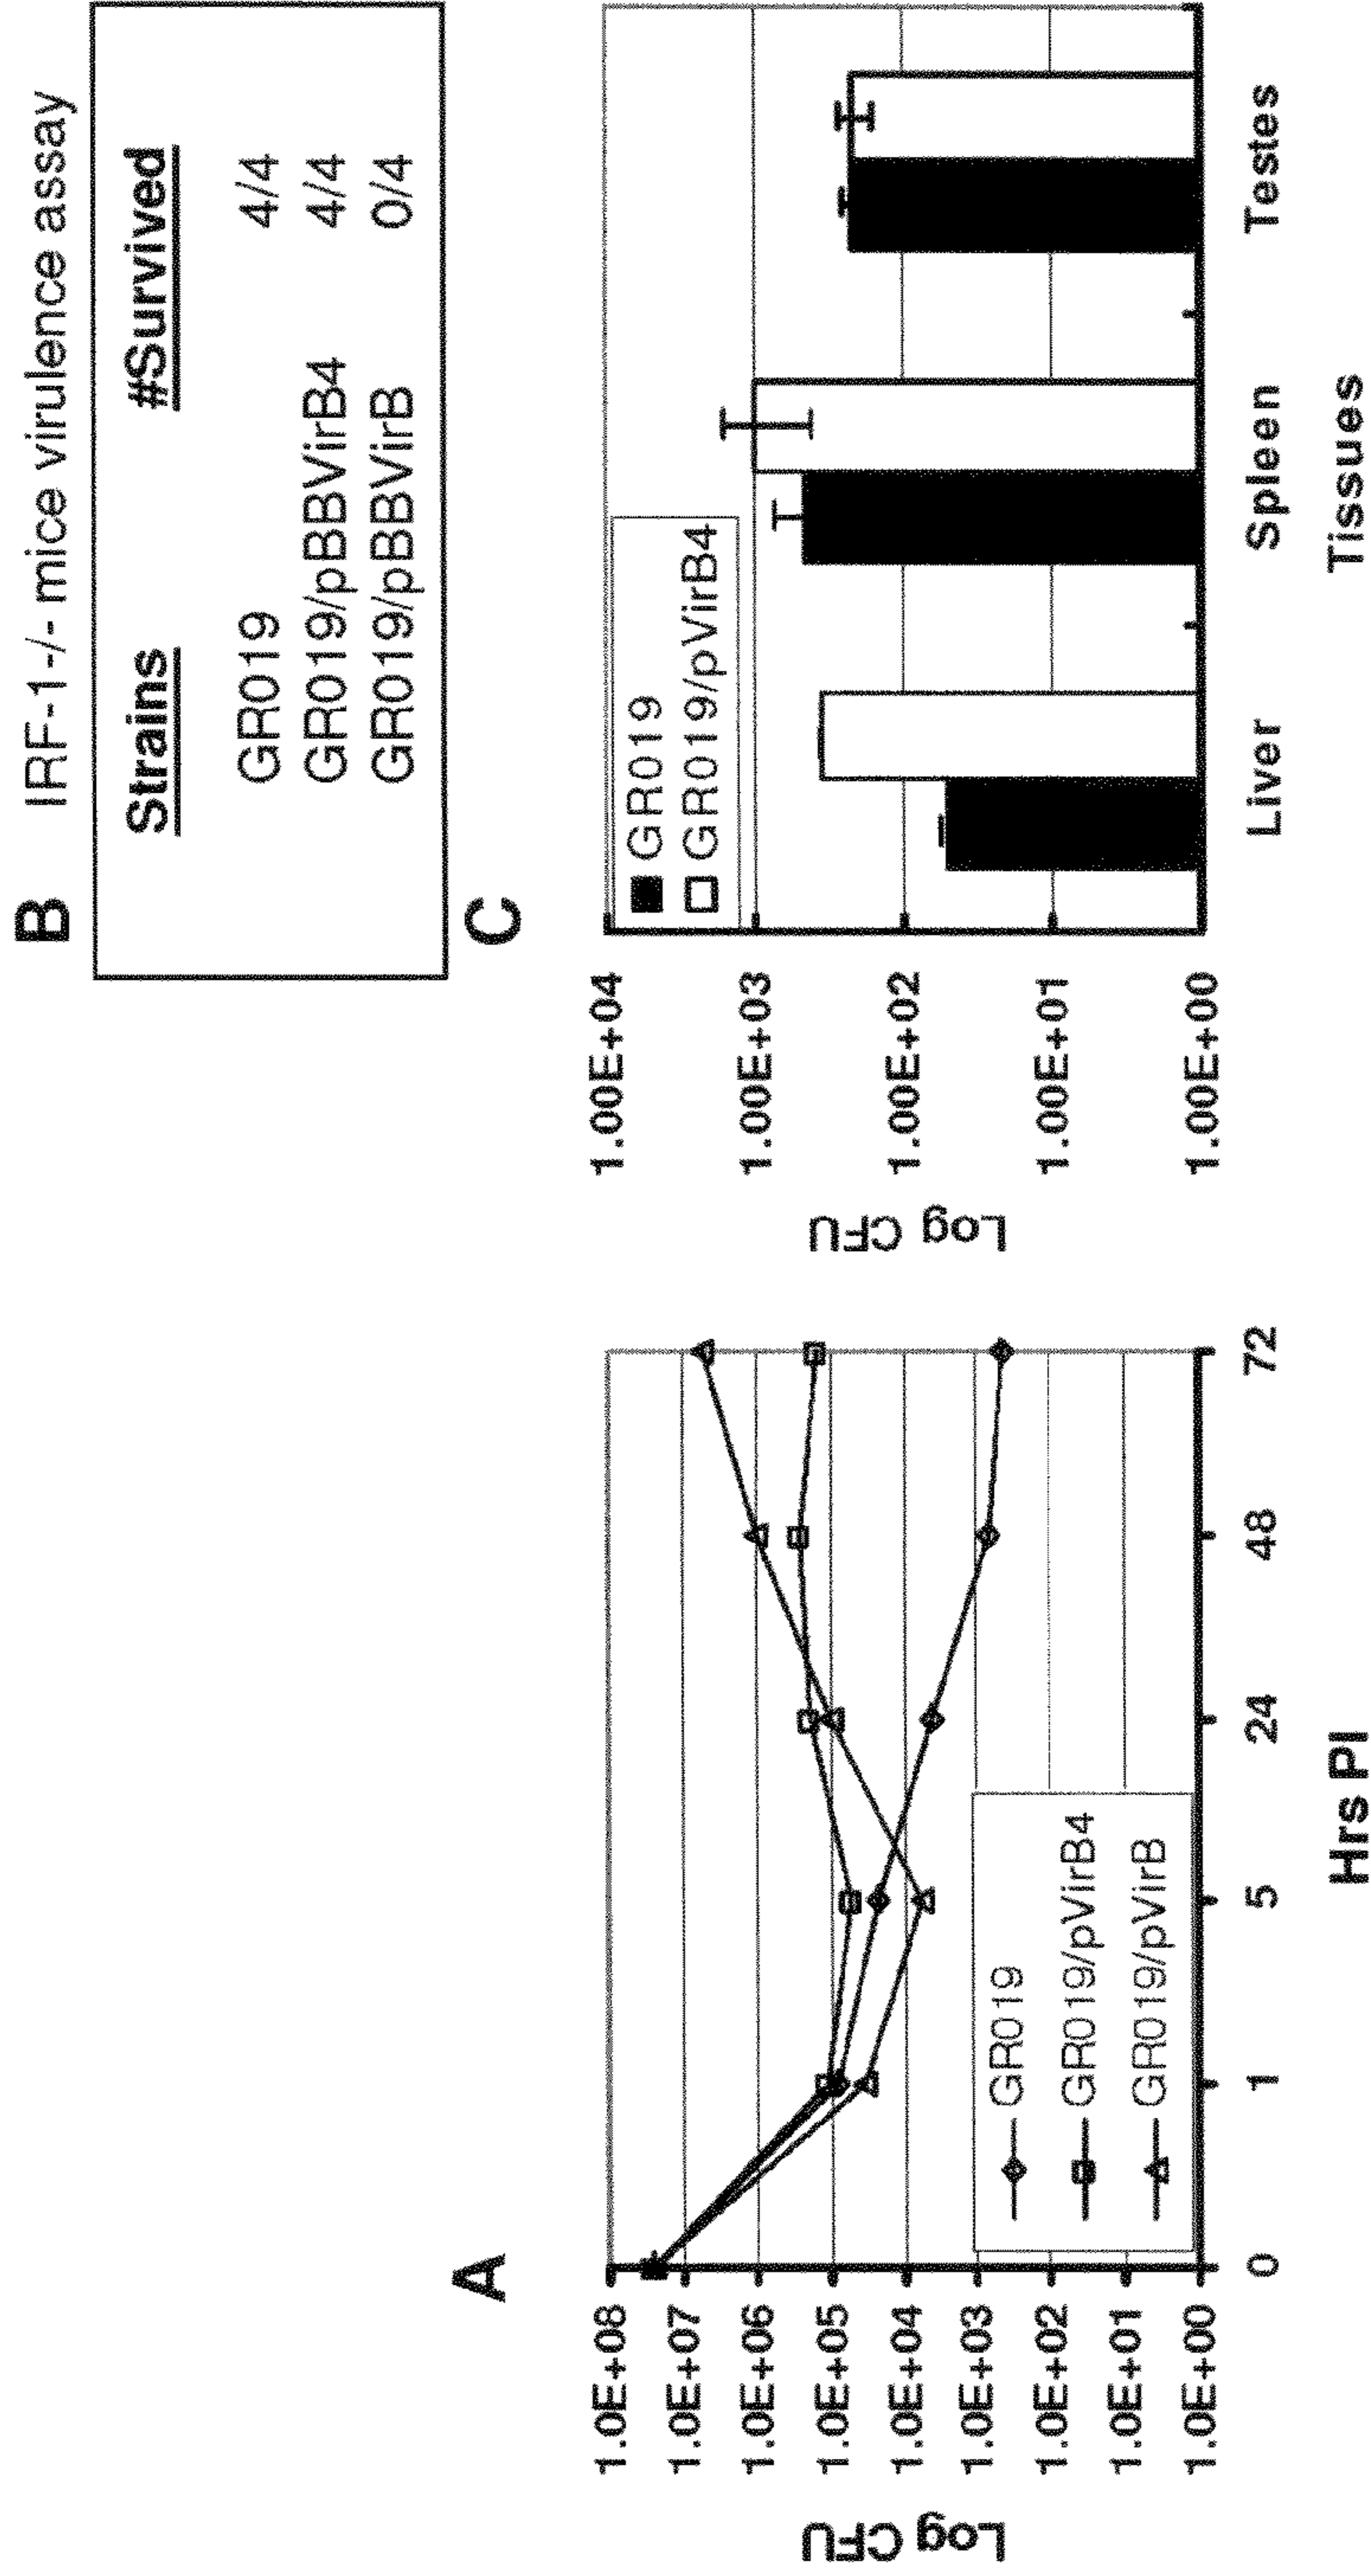 A
Log CFU
1.0E+08
1.0E+07
1.0E+06
1.0E+05
1.0E+04
1.0E+03
1.0E+02
1.0E+01
1.0E+00
GR019
GR019/pVirB4
GR019/pVirB
0 1 5 24 48 72
Hrs PI
B IRF-1 -/- mice virulence assay
Strains #Survived
GR019 4/4
GR019/pBBVirB4 4/4
GR019/pBBVirB 0/4
C
Log CFU
1.00E+04
1.00E+03
1.00E+02
1.00E+01
1.00E+00
GR019
GR019/pVirB4
Liver Spleen Testes
Tissues